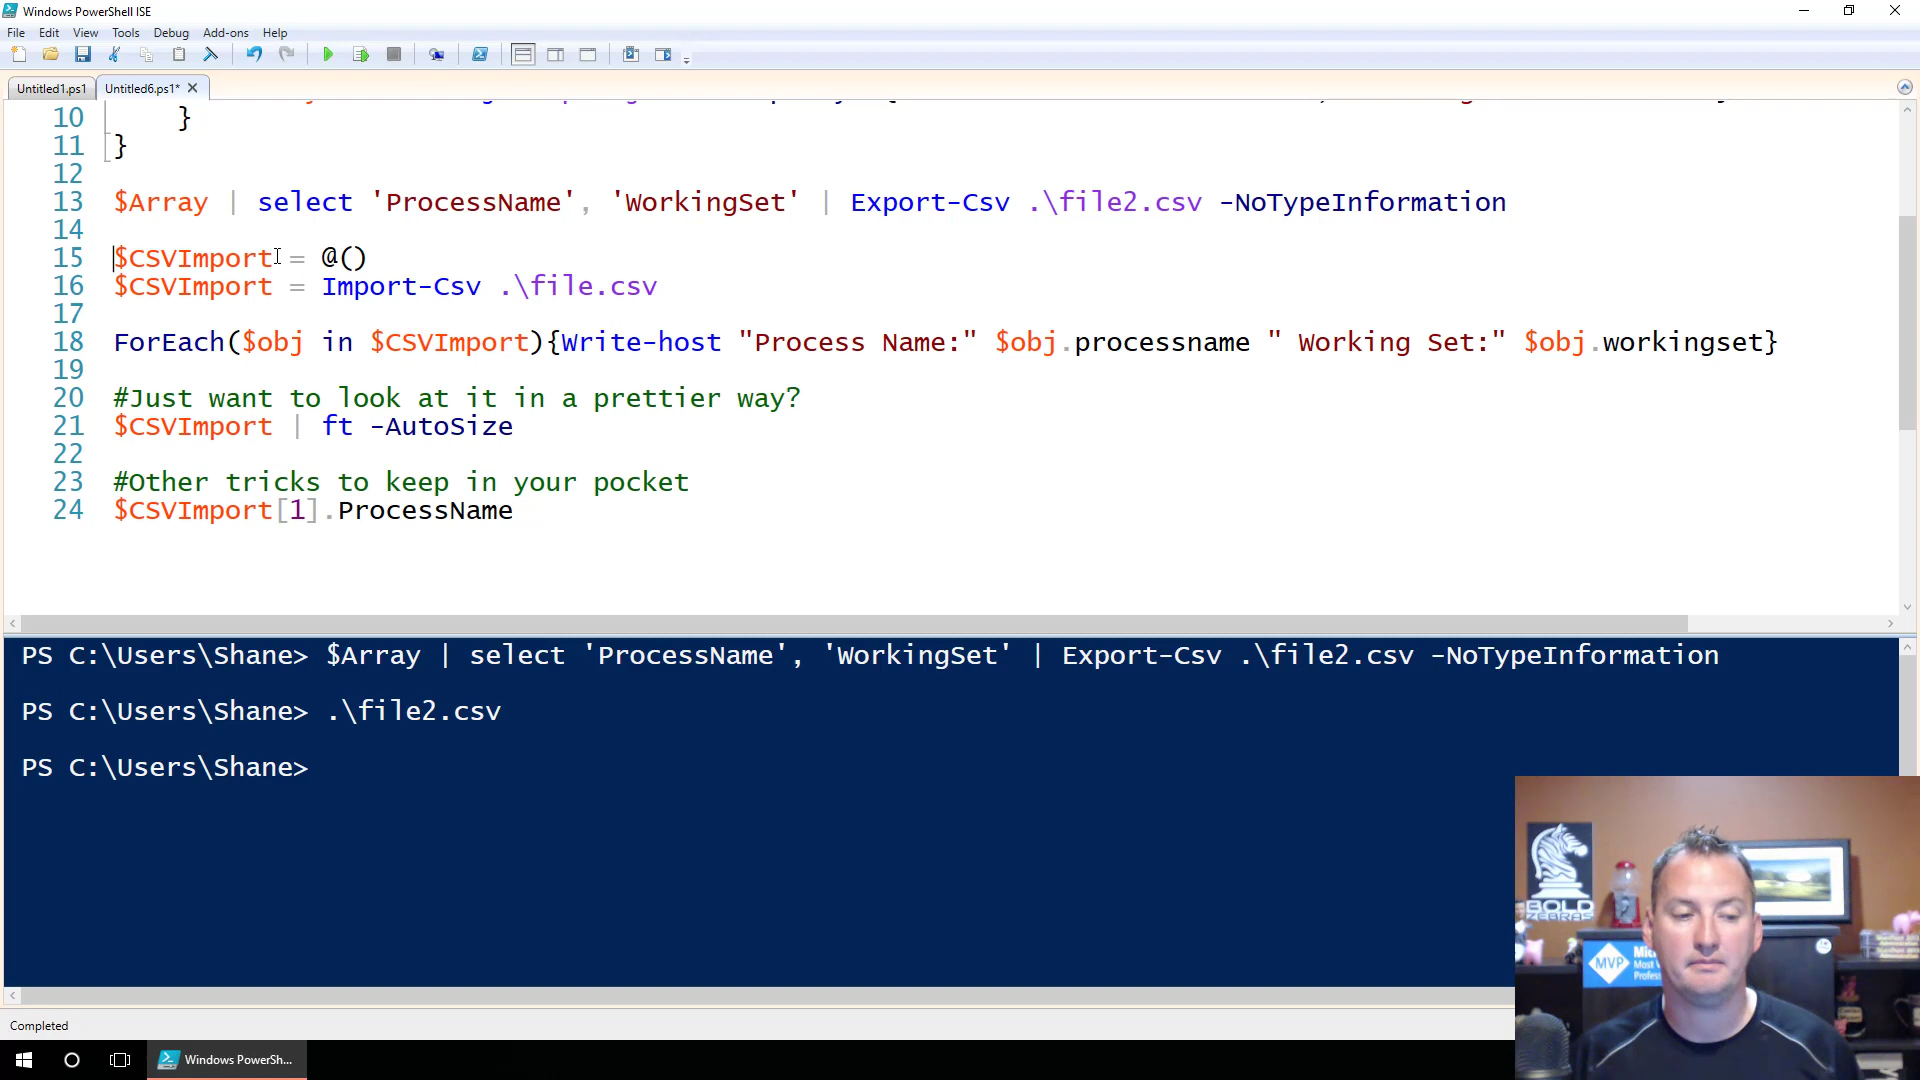 Windows PowerShell ISE
File Edit View Tools Debug Add-ons Help
Untitled1.ps1 Untitled6.ps1*
10 }
11 }
12
13 $Array | select 'ProcessName', 'WorkingSet' | Export-Csv .\file2.csv -NoTypeInformation
14
15 $CSVImport = @()
16 $CSVImport = Import-Csv .\file.csv
17
18 ForEach($obj in $CSVImport){Write-host "Process Name:" $obj.processname " Working Set:" $obj.workingset}
19
20 #Just want to look at it in a prettier way?
21 $CSVImport | ft -AutoSize
22
23 #Other tricks to keep in your pocket
24 $CSVImport[1].ProcessName
PS C:\Users\Shane> $Array | select 'ProcessName', 'WorkingSet' | Export-Csv .\file2.csv -NoTypeInformation
PS C:\Users\Shane> .\file2.csv
PS C:\Users\Shane>
BOLD
ZEBRAS
MVP
Most
Completed
Windows PowerSh...